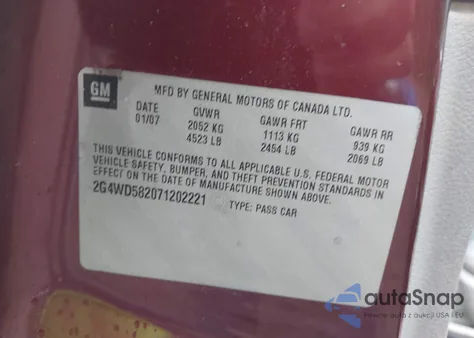 GM
MFD BY GENERAL MOTORS OF CANADA LTD.
DATE GVWR GAWR FRT GAWR RR
01/07 2052 KG 1113 KG 939 KG
4523 LB 2454 LB 2069 LB
THIS VEHICLE CONFORMS TO ALL APPLICABLE U.S. FEDERAL MOTOR
VEHICLE SAFETY, BUMPER, AND THEFT PREVENTION STANDARDS IN
EFFECT ON THE DATE OF MANUFACTURE SHOWN ABOVE.
2G4WD582071202221 TYPE: PASS CAR
autoSnap
aukcji z USA i EU